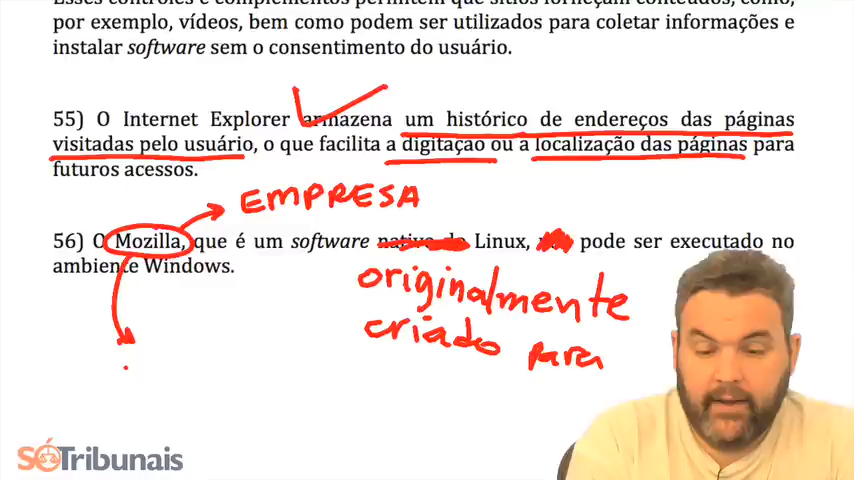 Esses controles e complementos permitem que sítios forneçam conteúdos, como,
por exemplo, vídeos, bem como podem ser utilizados para coletar informações e
instalar software sem o consentimento do usuário.
55) O Internet Explorer armazena um histórico de endereços das páginas
visitadas pelo usuário, o que facilita a digitação ou a localização das páginas para
futuros acessos.
EMPRESA
56) O Mozilla, que é um software nativo do Linux, pode ser executado no
ambiente Windows.
originalmente
criado para
SÓTribunais